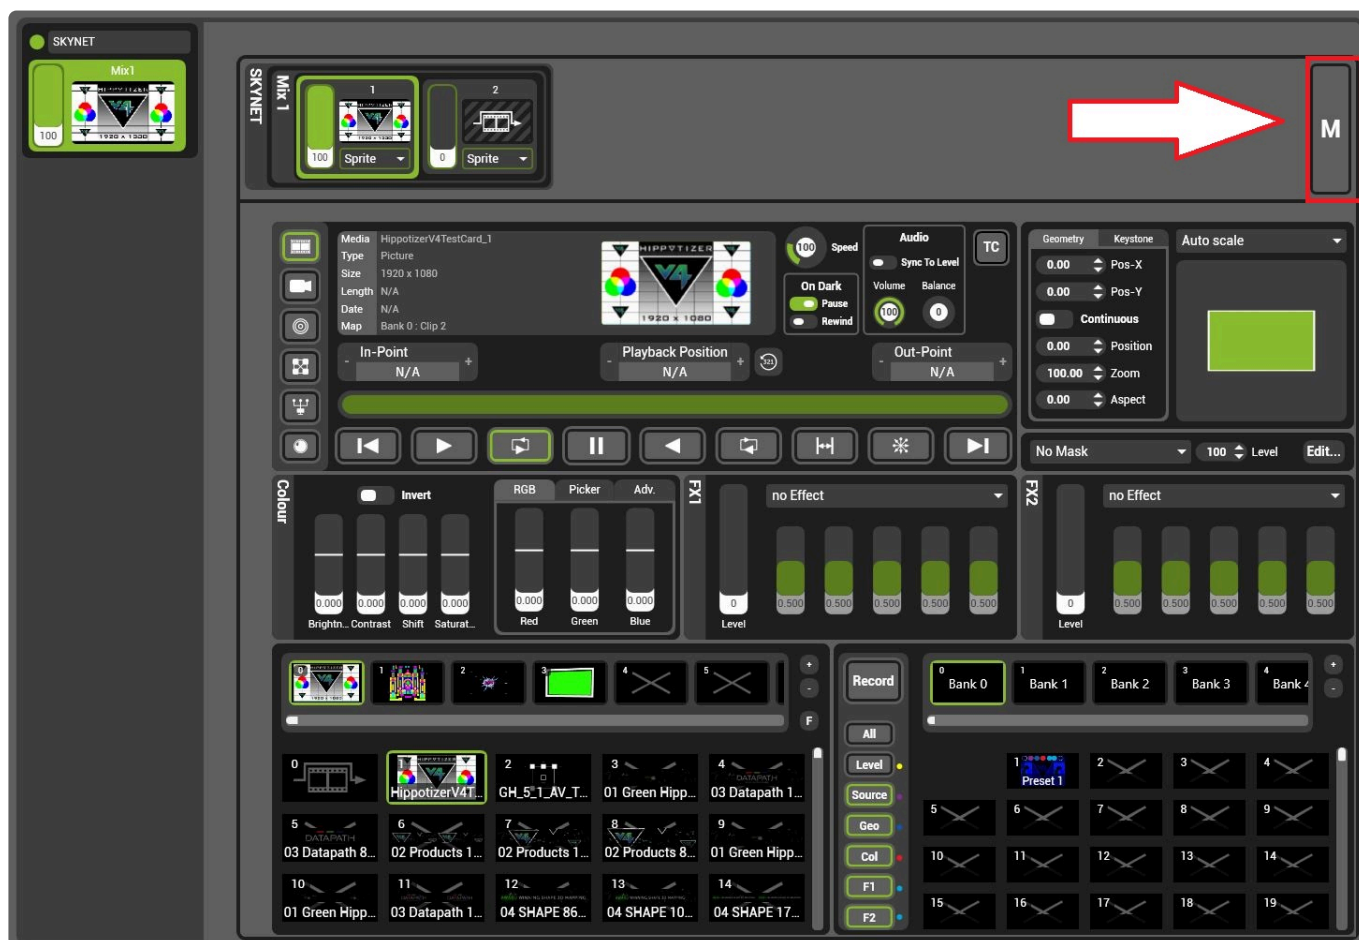 SKYNET
Mix1
100
1920 x 1080
SKYNET
Mix 1
1
100
Sprite
2
0
Sprite
M
Media HippotizerV4TestCard_1
Type Picture
Size 1920 x 1080
Length N/A
Date N/A
Map Bank 0 : Clip 2
HIPPOTIZER
V4
1920 x 1080
100 Speed
On Dark
Pause
Rewind
Audio
Sync To Level
Volume Balance
100 0
TC
In-Point
- N/A +
Playback Position
- N/A +
321
Out-Point
- N/A +
Geometry Keystone
0.00 Pos-X
0.00 Pos-Y
Continuous
0.00 Position
100.00 Zoom
0.00 Aspect
Auto scale
No Mask 100 Level Edit...
Colour
Invert
0.000 0.000 0.000 0.000
Brightn... Contrast Shift Saturat...
RGB Picker Adv.
0.000 0.000 0.000
Red Green Blue
FX1
no Effect
0 0.500 0.500 0.500 0.500 0.500
Level
FX2
no Effect
0 0.500 0.500 0.500 0.500 0.500
Level
0 1 2 3 4 5
+
-
F
0 1 2 3 4
HippotizerV4T... GH_5_1_AV_T... 01 Green Hipp... 03 Datapath 1...
5 6 7 8 9
03 Datapath 8... 02 Products 1... 02 Products 1... 02 Products 8... 01 Green Hipp...
10 11 12 13 14
01 Green Hipp... 03 Datapath 1... 04 SHAPE 86... 04 SHAPE 10... 04 SHAPE 17...
Record
All
Level
Source
Geo
Col
F1
F2
0 1 2 3 4
Bank 0 Bank 1 Bank 2 Bank 3 Bank 4
+
-
1 2 3 4
Preset 1
5 6 7 8 9
10 11 12 13 14
15 16 17 18 19